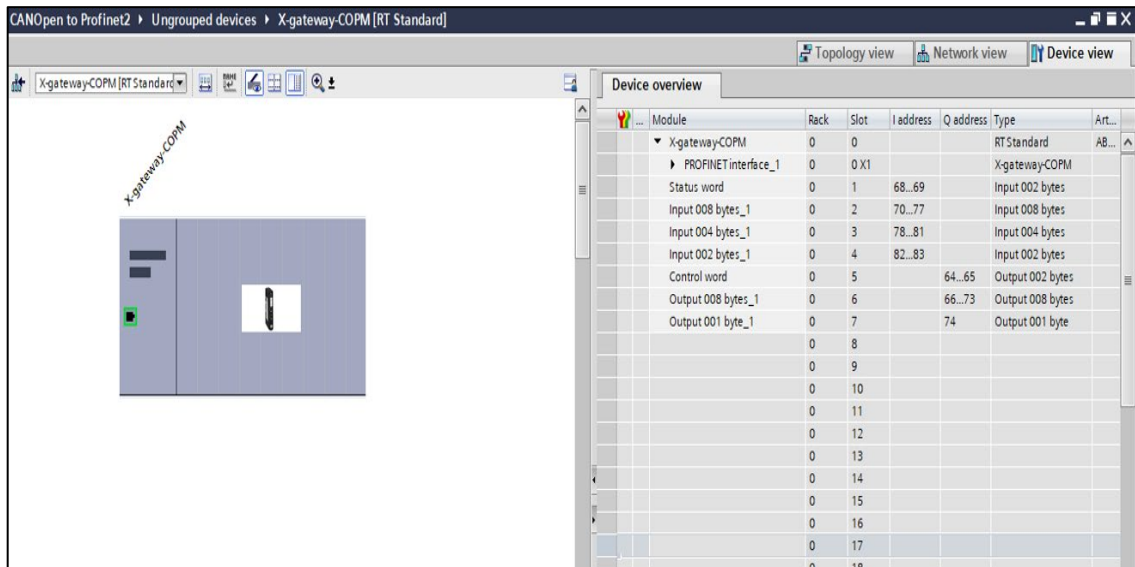 CANOpen to Profinet2 ▸ Ungrouped devices ▸ X-gateway-COPM [RT Standard]
Topology view Network view Device view
X-gateway-COPM [RT Standard]
X-gateway-COPM
Device overview
... Module Rack Slot I address Q address Type Art...
X-gateway-COPM 0 0 RT Standard AB...
PROFINET interface_1 0 0 X1 X-gateway-COPM
Status word 0 1 68...69 Input 002 bytes
Input 008 bytes_1 0 2 70...77 Input 008 bytes
Input 004 bytes_1 0 3 78...81 Input 004 bytes
Input 002 bytes_1 0 4 82...83 Input 002 bytes
Control word 0 5 64...65 Output 002 bytes
Output 008 bytes_1 0 6 66...73 Output 008 bytes
Output 001 byte_1 0 7 74 Output 001 byte
0 8
0 9
0 10
0 11
0 12
0 13
0 14
0 15
0 16
0 17
0 18